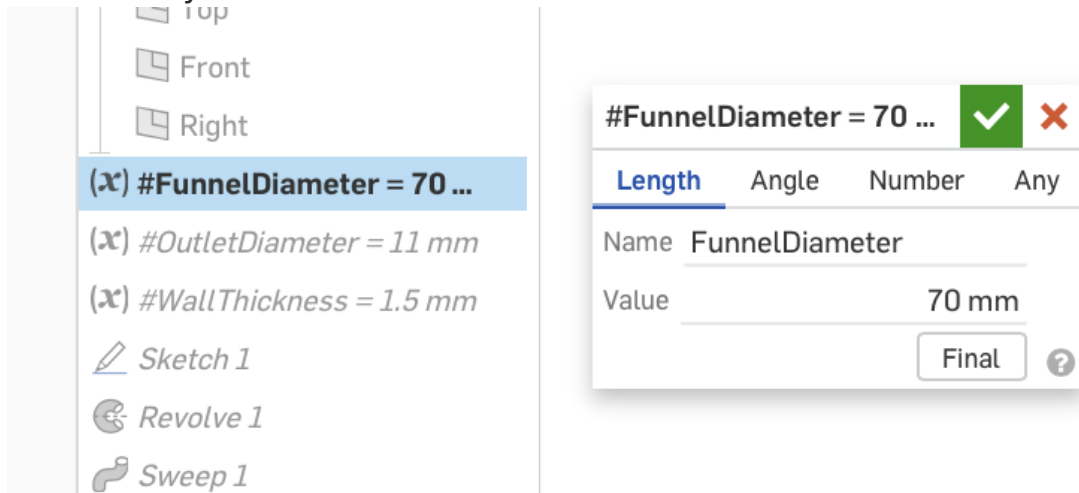 Top
Front
Right
(x) #FunnelDiameter = 70 ...
(x) #OutletDiameter = 11 mm
(x) #WallThickness = 1.5 mm
Sketch 1
Revolve 1
Sweep 1
#FunnelDiameter = 70 ...
Length Angle Number Any
Name FunnelDiameter
Value 70 mm
Final
?